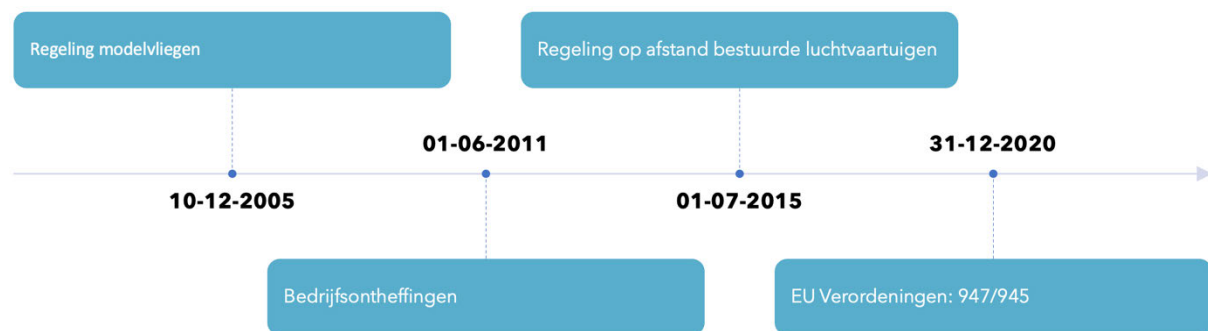 Regeling modelvliegen
Regeling op afstand bestuurde luchtvaartuigen
01-06-2011
31-12-2020
10-12-2005
01-07-2015
Bedrijfsontheffingen
EU Verordeningen: 947/945